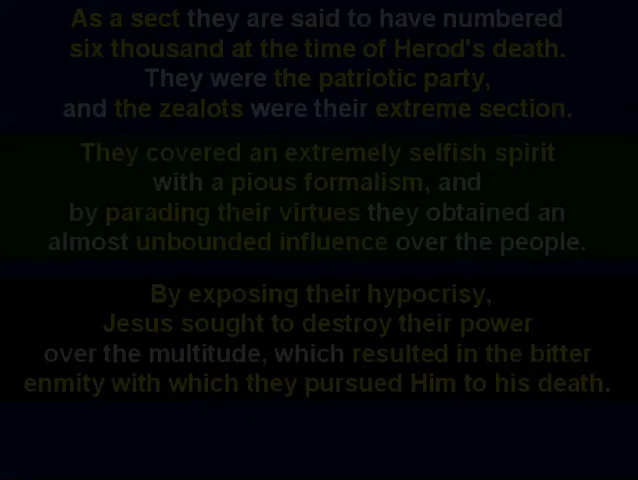 As a sect they are said to have numbered
six thousand at the time of Herod's death.
They were the patriotic party,
and the zealots were their extreme section.
They covered an extremely selfish spirit
with a pious formalism, and
by parading their virtues they obtained an
almost unbounded influence over the people.
By exposing their hypocrisy,
Jesus sought to destroy their power
over the multitude, which resulted in the bitter
enmity with which they pursued Him to his death.